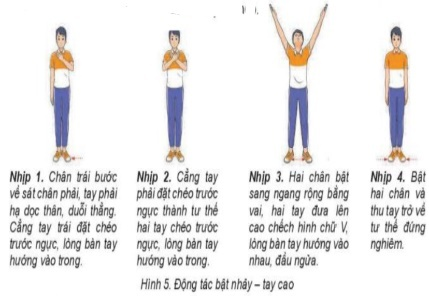 Nhịp 1. Chân trái bước
về sát chân phải, tay phải
hạ dọc thân, duỗi thẳng.
Cẳng tay trái đặt chéo
trước ngực, lòng bàn tay
hướng vào trong.
Nhịp 2. Cẳng tay
phải đặt chéo trước
ngực thành tư thế
hai tay chéo trước
ngực, lòng bàn tay
hướng vào trong.
Nhịp 3. Hai chân bật
sang ngang rộng bằng
vai, hai tay đưa lên
cao chếch hình chữ V,
lòng bàn tay hướng vào
nhau, đầu ngửa.
Nhịp 4. Bật
hai chân và
thu tay trở về
tư thế đứng
nghiêm.
Hình 5. Động tác bật nhảy – tay cao